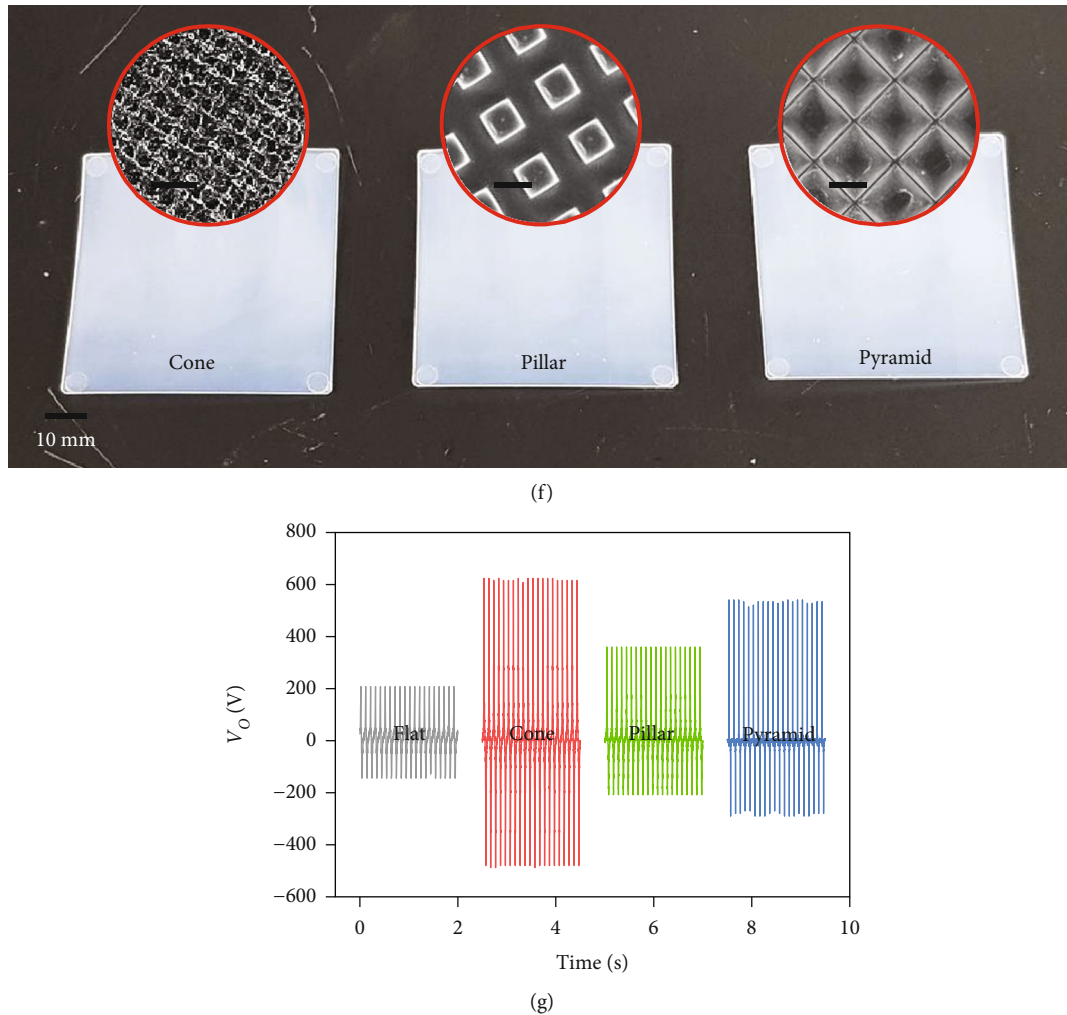 Cone
Pillar
Pyramid
10 mm
(f)
800
600
400
200
0
−200
−400
−600
V_O (V)
Flat
Cone
Pillar
Pyramid
0
2
4
6
8
10
Time (s)
(g)